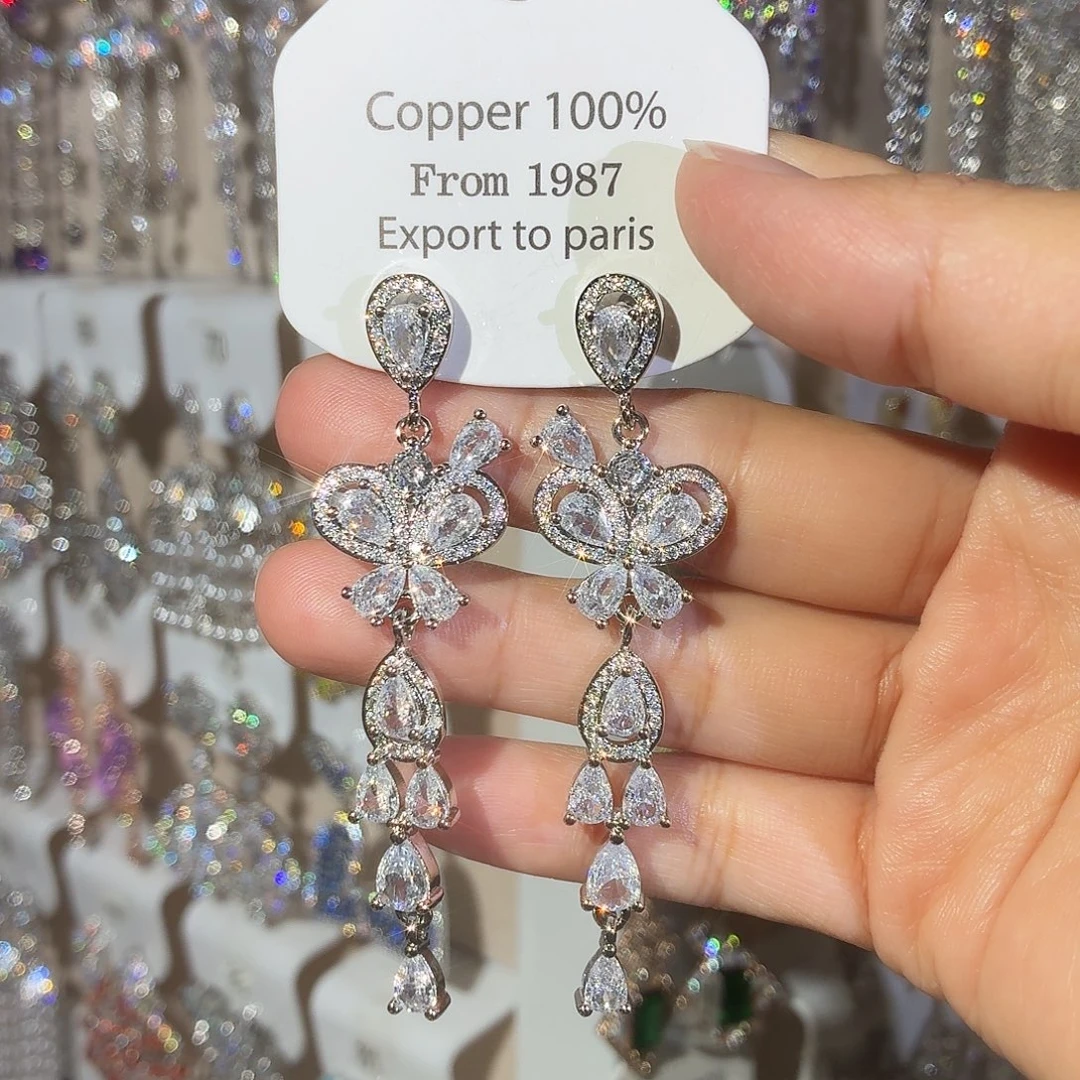 Copper 100%
From 1987
Export to paris